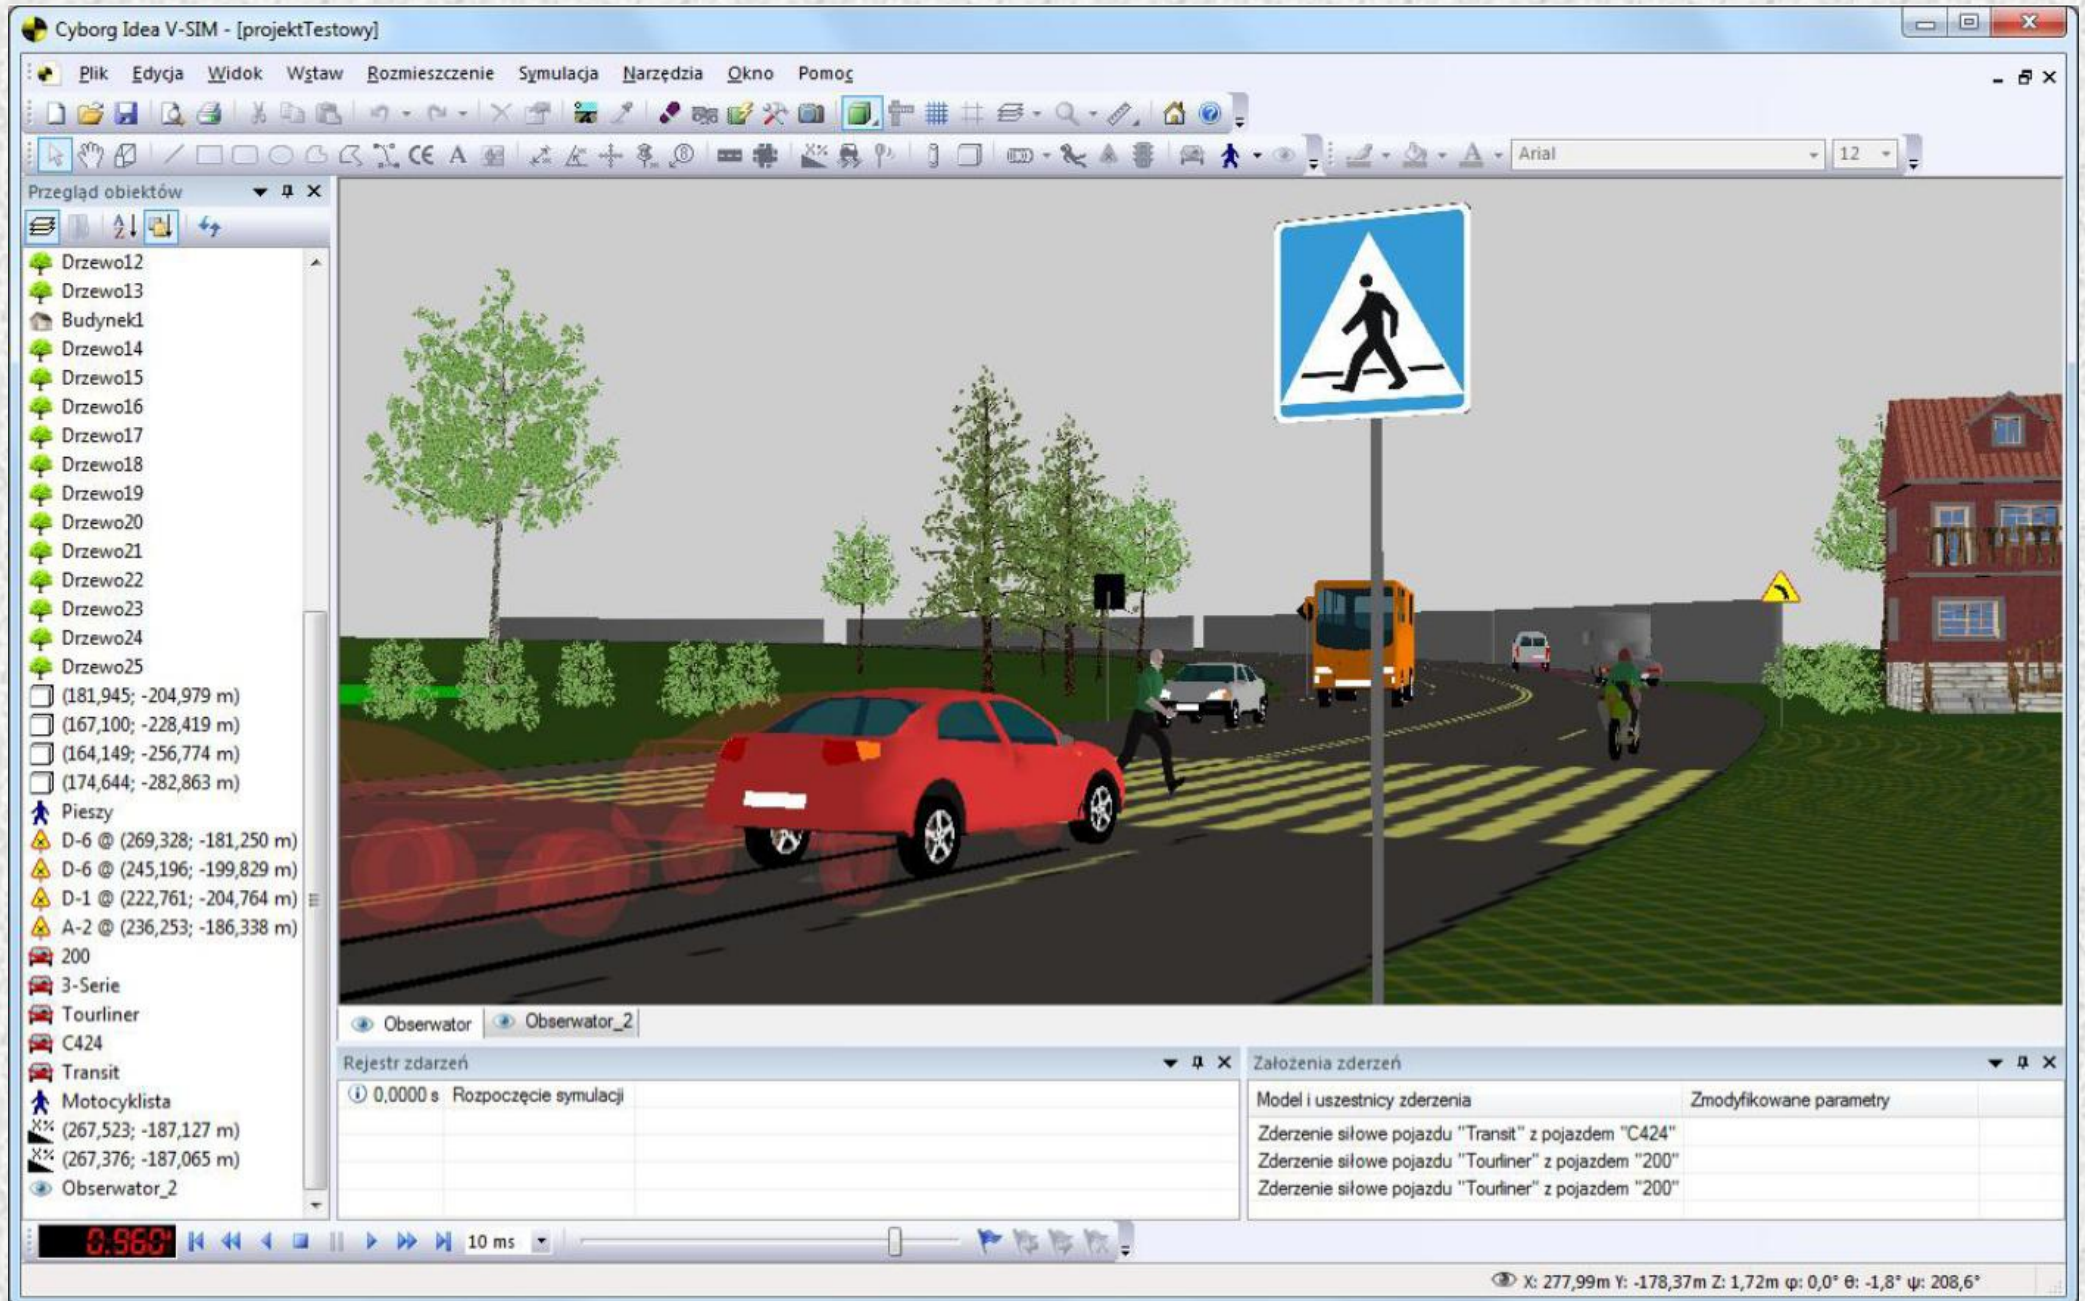 Cyborg Idea V-SIM - [projektTestowy]
Plik Edycja Widok Wstaw Rozmieszczenie Symulacja Narzędzia Okno Pomoc
Arial 12
Przegląd obiektów
Drzewo12
Drzewo13
Budynek1
Drzewo14
Drzewo15
Drzewo16
Drzewo17
Drzewo18
Drzewo19
Drzewo20
Drzewo21
Drzewo22
Drzewo23
Drzewo24
Drzewo25
(181,945; -204,979 m)
(167,100; -228,419 m)
(164,149; -256,774 m)
(174,644; -282,863 m)
Pieszy
D-6 @ (269,328; -181,250 m)
D-6 @ (245,196; -199,829 m)
D-1 @ (222,761; -204,764 m)
A-2 @ (236,253; -186,338 m)
200
3-Serie
Tourliner
C424
Transit
Motocyklista
(267,523; -187,127 m)
(267,376; -187,065 m)
Obserwator_2
Obserwator Obserwator_2
Rejestr zdarzeń
0,0000 s Rozpoczęcie symulacji
Założenia zderzeń
Model i uszestnicy zderzenia Zmodyfikowane parametry
Zderzenie siłowe pojazdu "Transit" z pojazdem "C424"
Zderzenie siłowe pojazdu "Tourliner" z pojazdem "200"
Zderzenie siłowe pojazdu "Tourliner" z pojazdem "200"
0.960" 10 ms
X: 277,99m Y: -178,37m Z: 1,72m φ: 0,0° θ: -1,8° ψ: 208,6°